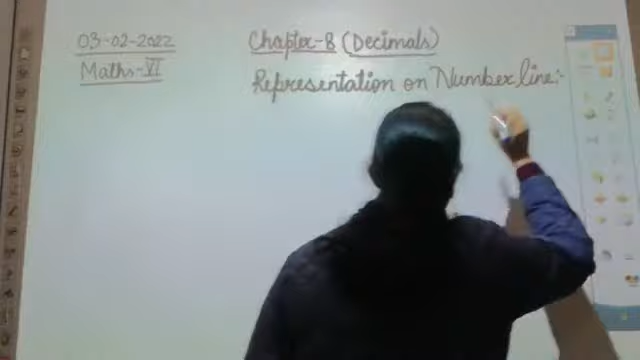 03-02-2022
Maths-VI
Chapter-8 (Decimals)
Representation on Number line:-